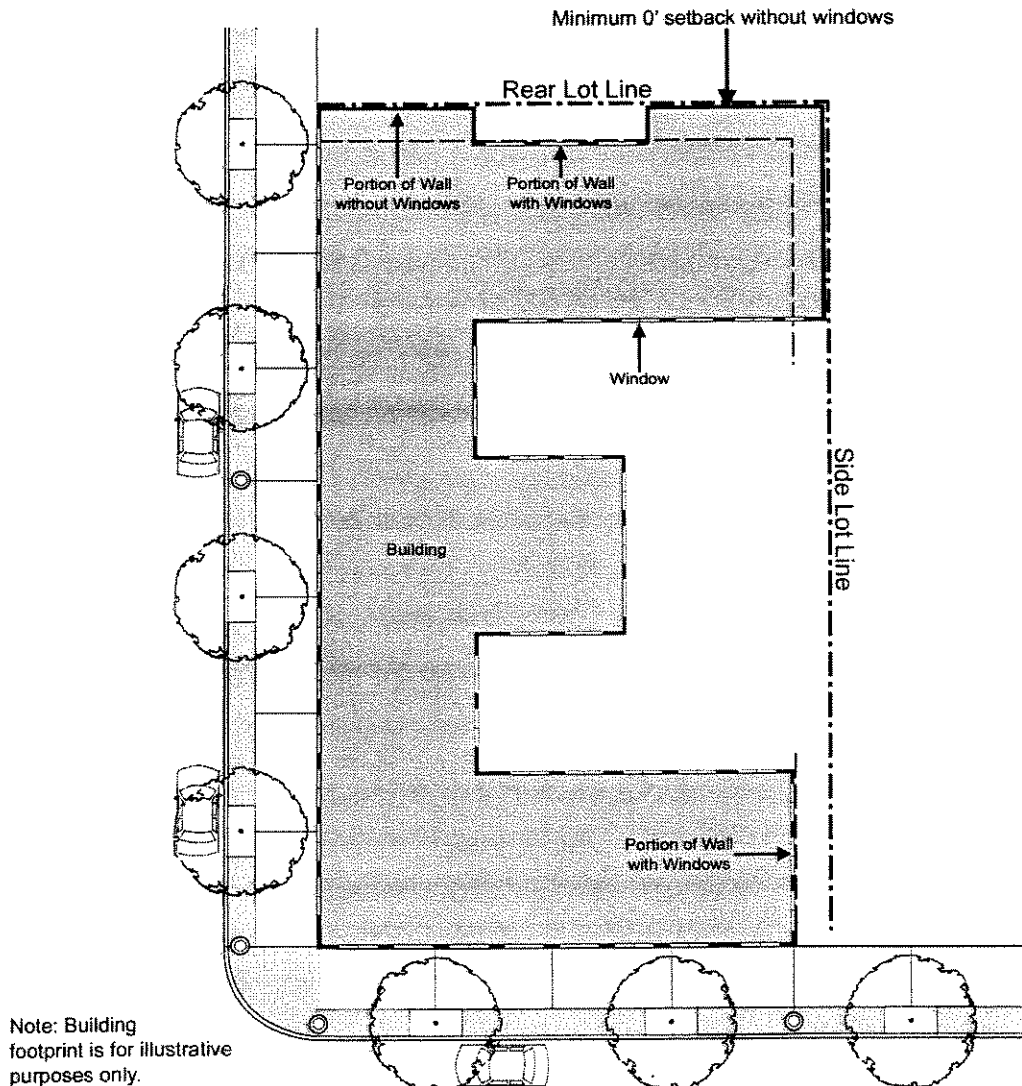 Minimum 0' setback without windows
Rear Lot Line
Portion of Wall
without Windows
Portion of Wall
with Windows
Window
Side Lot Line
Building
Portion of Wall
with Windows
Note: Building
footprint is for illustrative
purposes only.